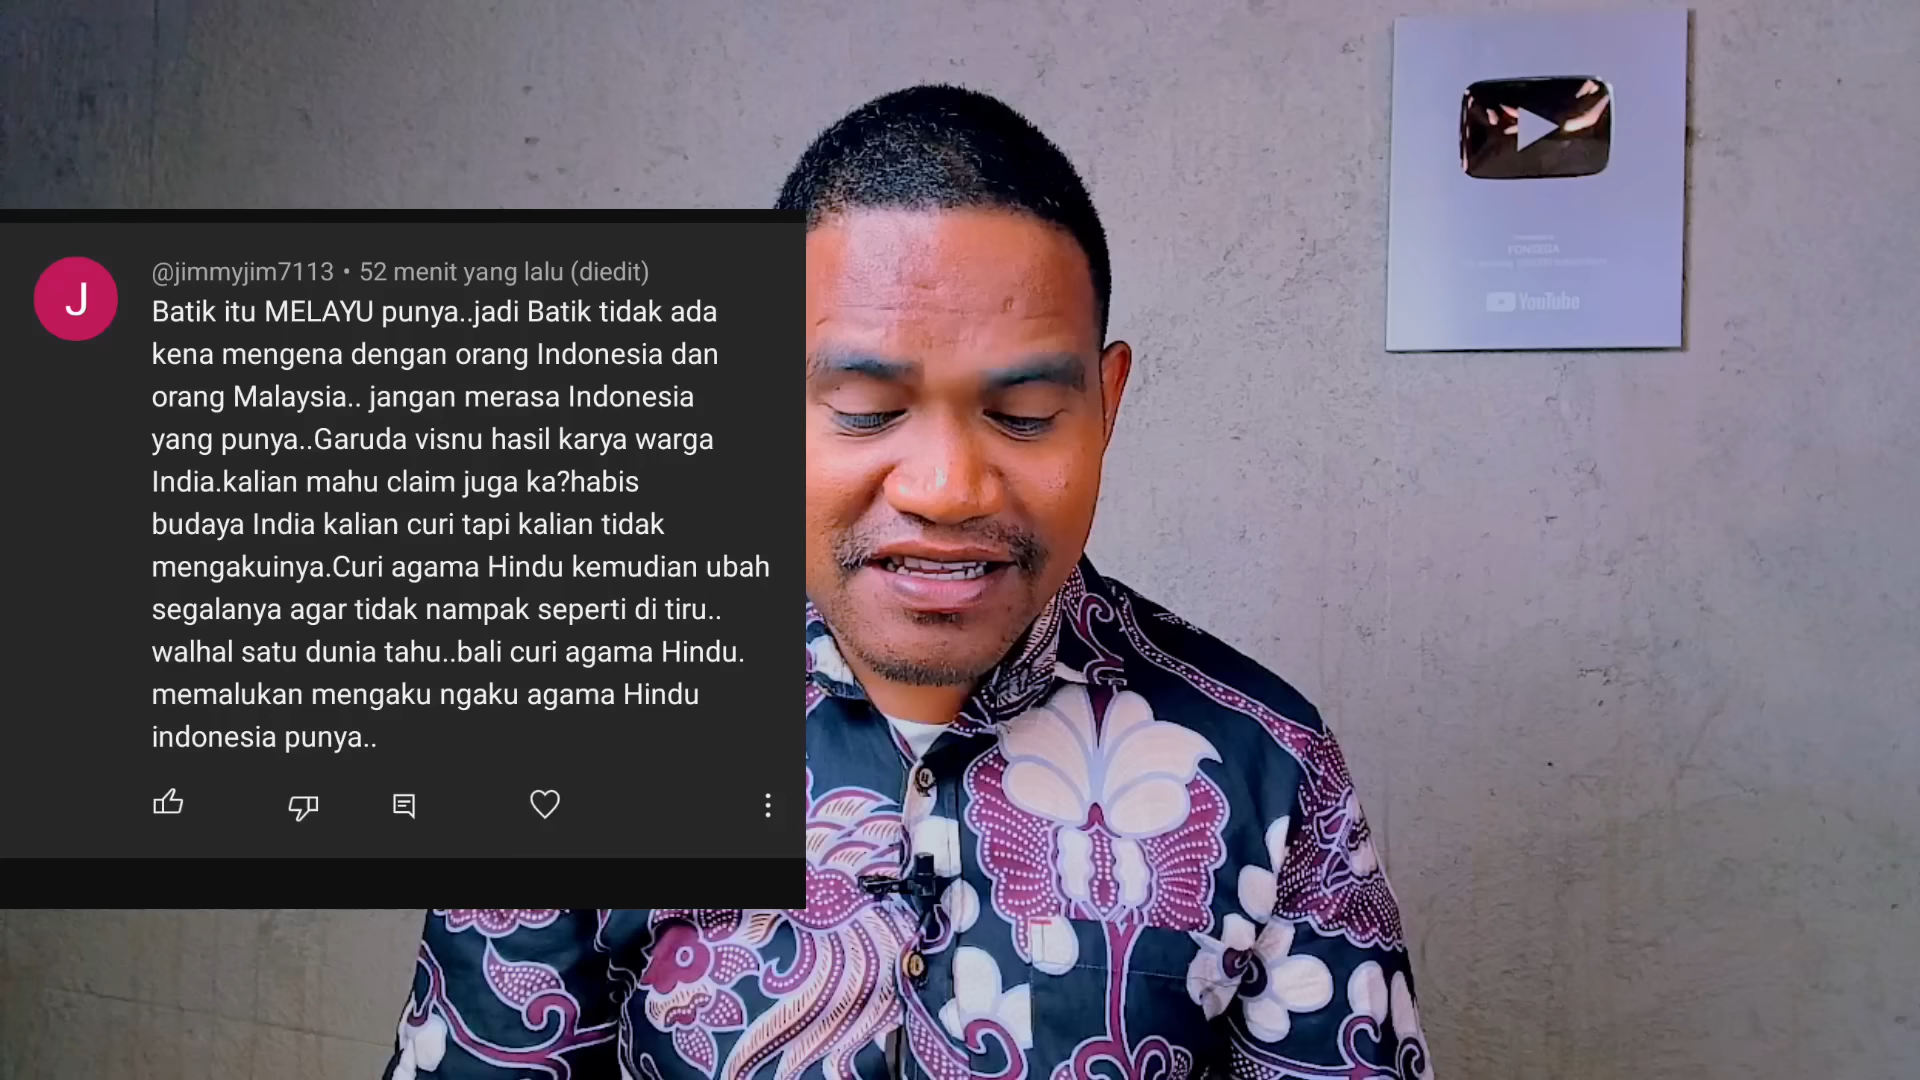 J
@jimmyjim7113 • 52 menit yang lalu (diedit)
Batik itu MELAYU punya..jadi Batik tidak ada
kena mengena dengan orang Indonesia dan
orang Malaysia.. jangan merasa Indonesia
yang punya..Garuda visnu hasil karya warga
India.kalian mahu claim juga ka?habis
budaya India kalian curi tapi kalian tidak
mengakuinya.Curi agama Hindu kemudian ubah
segalanya agar tidak nampak seperti di tiru..
walhal satu dunia tahu..bali curi agama Hindu.
memalukan mengaku ngaku agama Hindu
indonesia punya..
FONSEGA
YouTube